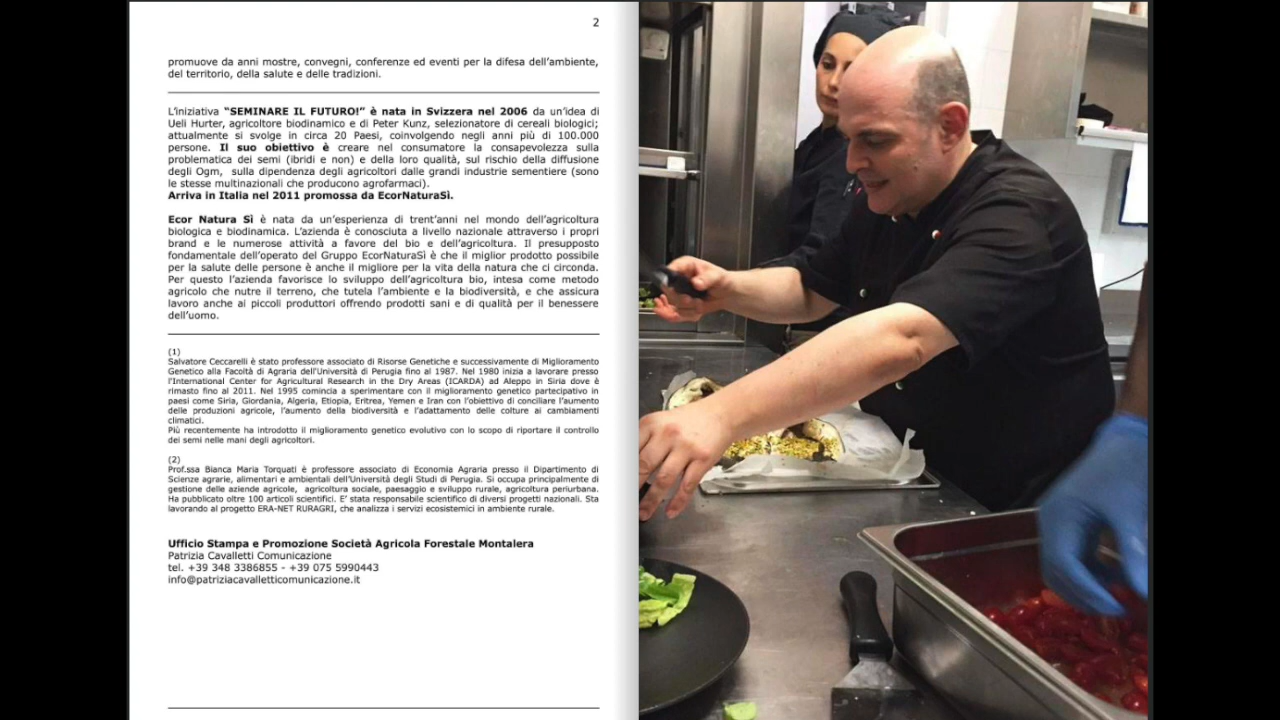 2
promuove da anni mostre, convegni, conferenze ed eventi per la difesa dell'ambiente,
del territorio, della salute e delle tradizioni.
L'iniziativa "SEMINARE IL FUTURO!" è nata in Svizzera nel 2006 da un'idea di
Ueli Hurter, agricoltore biodinamico e di Peter Kunz, selezionatore di cereali biologici;
attualmente si svolge in circa 20 Paesi, coinvolgendo negli anni più di 100.000
persone. Il suo obiettivo è creare nel consumatore la consapevolezza sulla
problematica dei semi (ibridi e non) e della loro qualità, sul rischio della diffusione
degli Ogm, sulla dipendenza degli agricoltori dalle grandi industrie sementiere (sono
le stesse multinazionali che producono agrofarmaci).
Arriva in Italia nel 2011 promossa da EcorNaturaSì.
Ecor Natura Sì è nata da un'esperienza di trent'anni nel mondo dell'agricoltura
biologica e biodinamica. L'azienda è conosciuta a livello nazionale attraverso i propri
brand e le numerose attività a favore del bio e dell'agricoltura. Il presupposto
fondamentale dell'operato del Gruppo EcorNaturaSì è che il miglior prodotto possibile
per la salute delle persone è anche il migliore per la vita della natura che ci circonda.
Per questo l'azienda favorisce lo sviluppo dell'agricoltura bio, intesa come metodo
agricolo che nutre il terreno, che tutela l'ambiente e la biodiversità, e che assicura
lavoro anche ai piccoli produttori offrendo prodotti sani e di qualità per il benessere
dell'uomo.
(1)
Salvatore Ceccarelli è stato professore associato di Risorse Genetiche e successivamente di Miglioramento
Genetico alla Facoltà di Agraria dell'Università di Perugia fino al 1987. Nel 1980 inizia a lavorare presso
l'International Center for Agricultural Research in the Dry Areas (ICARDA) ad Aleppo in Siria dove è
rimasto fino al 2011. Nel 1995 comincia a sperimentare con il miglioramento genetico partecipativo in
paesi come Siria, Giordania, Algeria, Etiopia, Eritrea, Yemen e Iran con l'obiettivo di conciliare l'aumento
delle produzioni agricole, l'aumento della biodiversità e l'adattamento delle colture ai cambiamenti
climatici.
Più recentemente ha introdotto il miglioramento genetico evolutivo con lo scopo di riportare il controllo
dei semi nelle mani degli agricoltori.
(2)
Prof.ssa Bianca Maria Torquati è professore associato di Economia Agraria presso il Dipartimento di
Scienze agrarie, alimentari e ambientali dell'Università degli Studi di Perugia. Si occupa principalmente di
gestione delle aziende agricole, agricoltura sociale, paesaggio e sviluppo rurale, agricoltura periurbana.
Ha pubblicato oltre 100 articoli scientifici. E' stata responsabile scientifico di diversi progetti nazionali. Sta
lavorando al progetto ERA-NET RURAGRI, che analizza i servizi ecosistemici in ambiente rurale.
Ufficio Stampa e Promozione Società Agricola Forestale Montalera
Patrizia Cavalletti Comunicazione
tel. +39 348 3386855 - +39 075 5990443
info@patriziacavalletticomunicazione.it